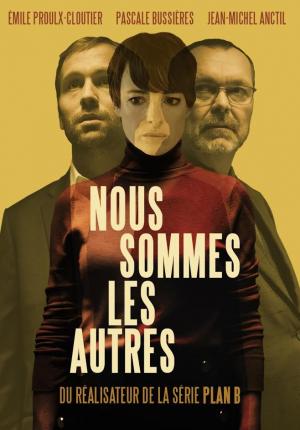 ÉMILE PROULX-CLOUTIER PASCALE BUSSIÈRES JEAN-MICHEL ANCTIL
NOUS
SOMMES
LES
AUTRES
DU RÉALISATEUR DE LA SÉRIE PLAN B